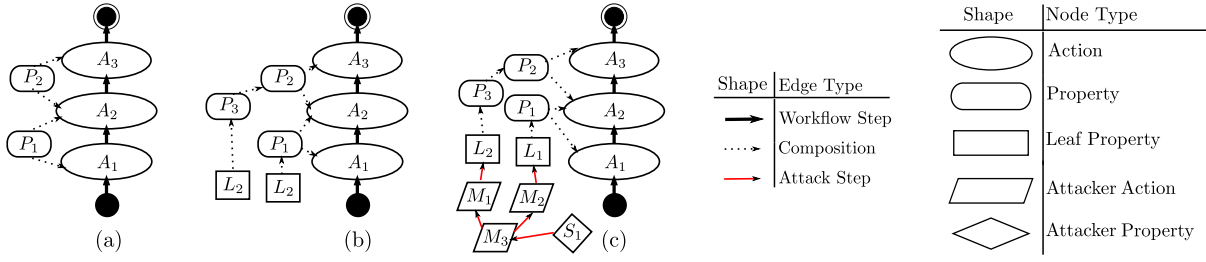 A3
P2
A2
P1
A1
(a)
A3
P2
P3
A2
P1
A1
L2
L2
(b)
A3
P2
P3
P1
A2
L2
L1
A1
M1
M2
M3
S1
(c)
Shape Edge Type
Workflow Step
Composition
Attack Step
Shape Node Type
Action
Property
Leaf Property
Attacker Action
Attacker Property